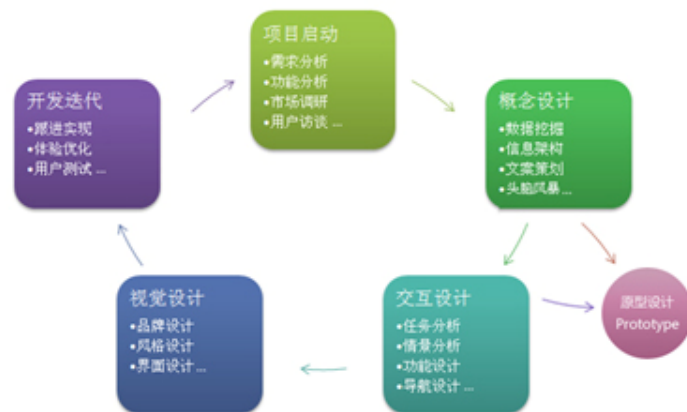 项目启动
•需求分析
•功能分析
•市场调研
•用户访谈 ...
概念设计
•数据挖掘
•信息架构
•文案策划
•头脑风暴 ...
原型设计
Prototype
交互设计
•任务分析
•情景分析
•功能设计
•导航设计 ...
视觉设计
•品牌设计
•风格设计
•界面设计 ...
开发迭代
•跟进实现
•体验优化
•用户测试 ...